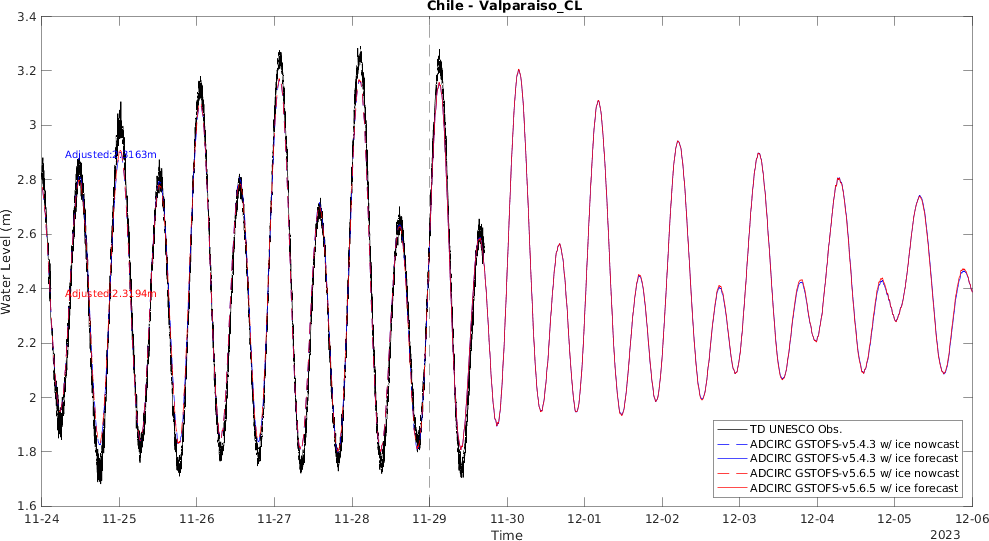 Chile - Valparaiso_CL
3.4
3.2
3
2.8
2.6
2.4
2.2
2
1.8
1.6
Water Level (m)
Adjusted:2.3194m
TD UNESCO Obs.
ADCIRC GSTOFS-v5.4.3 w/ ice nowcast
ADCIRC GSTOFS-v5.4.3 w/ ice forecast
ADCIRC GSTOFS-v5.6.5 w/ ice nowcast
ADCIRC GSTOFS-v5.6.5 w/ ice forecast
11-24
11-25
11-26
11-27
11-28
11-29
11-30
12-01
12-02
12-03
12-04
12-05
12-06
Time
2023